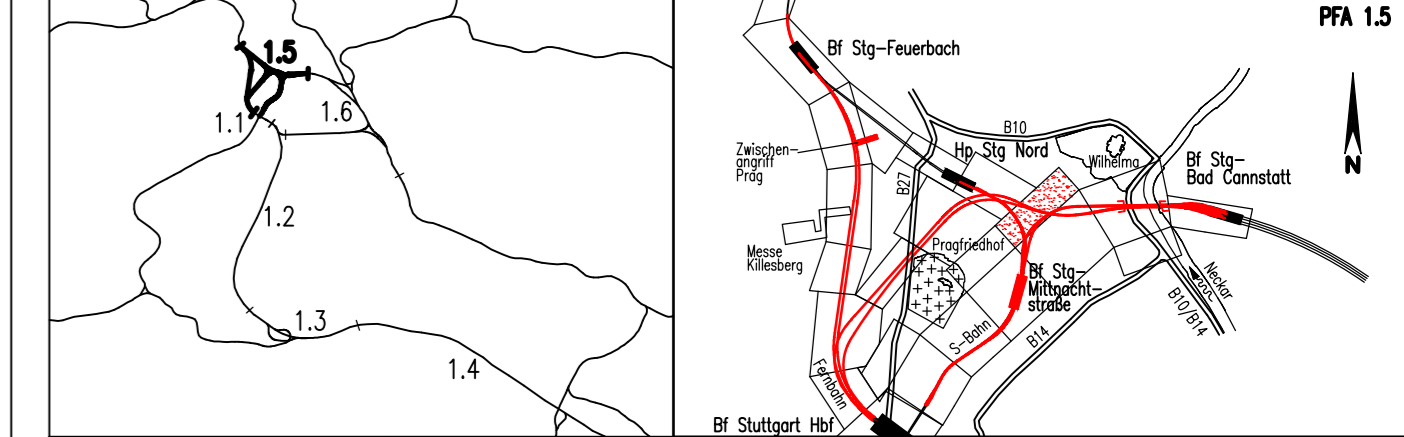 1.5
1.1
1.6
1.2
1.3
1.4
PFA 1.5
Bf Stg-Feuerbach
N
B10
Zwischen-
angriff
Prag
Hp Stg Nord
Wilhelma
Bf Stg-
Bad Cannstatt
B27
Messe
Killesberg
Pragfriedhof
Bf Stg-
Mittnacht-
straße
Neckar
B10/B14
S-Bahn
B14
Fernbahn
Bf Stuttgart Hbf